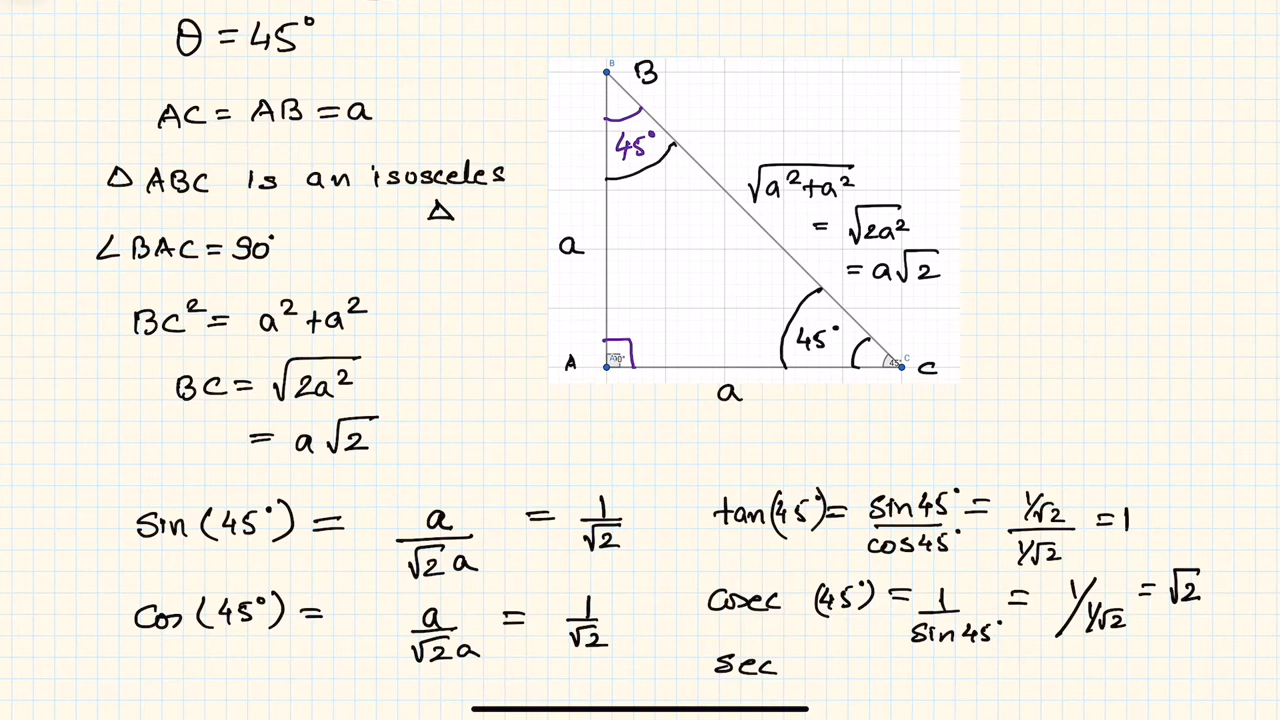 θ = 45°
AC = AB = a
△ ABC is an isosceles
△
∠BAC = 90°
BC² = a² + a²
BC = √2a²
= a√2
B
B
45°
√a² + a²
= √2a²
= a√2
a
45°
A
90°
45°
C
C
a
sin(45°) = a/√2a = 1/√2
cos(45°) = a/√2a = 1/√2
tan(45°) = sin45°/cos45° = 1/√2/1/√2 = 1
cosec (45°) = 1/sin45° = 1/1/√2 = √2
sec